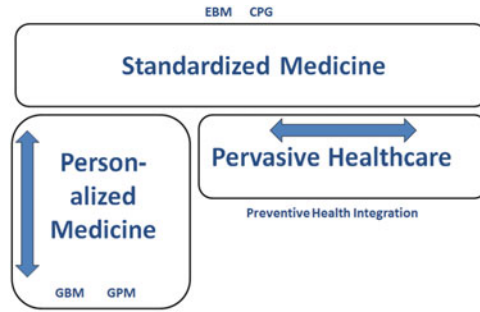 EBM CPG
Standardized Medicine
Person-
alized
Medicine
GBM GPM
Pervasive Healthcare
Preventive Health Integration